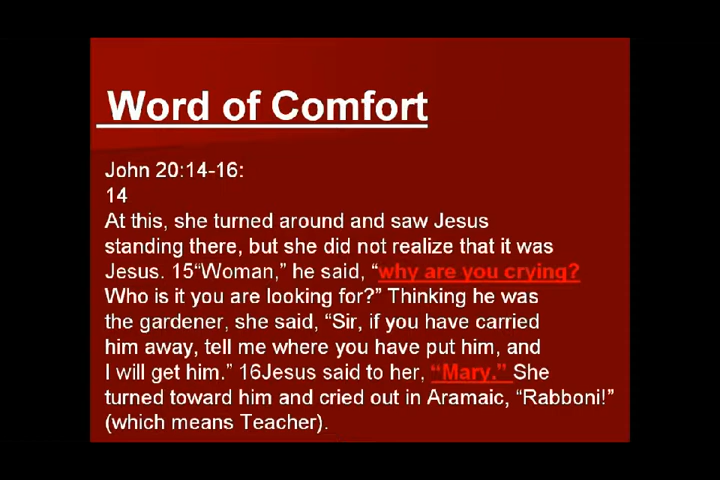 Word of Comfort
John 20:14-16:
14
At this, she turned around and saw Jesus
standing there, but she did not realize that it was
Jesus. 15“Woman,” he said, “why are you crying?
Who is it you are looking for?” Thinking he was
the gardener, she said, “Sir, if you have carried
him away, tell me where you have put him, and
I will get him.” 16Jesus said to her, “Mary.” She
turned toward him and cried out in Aramaic, “Rabboni!”
(which means Teacher).